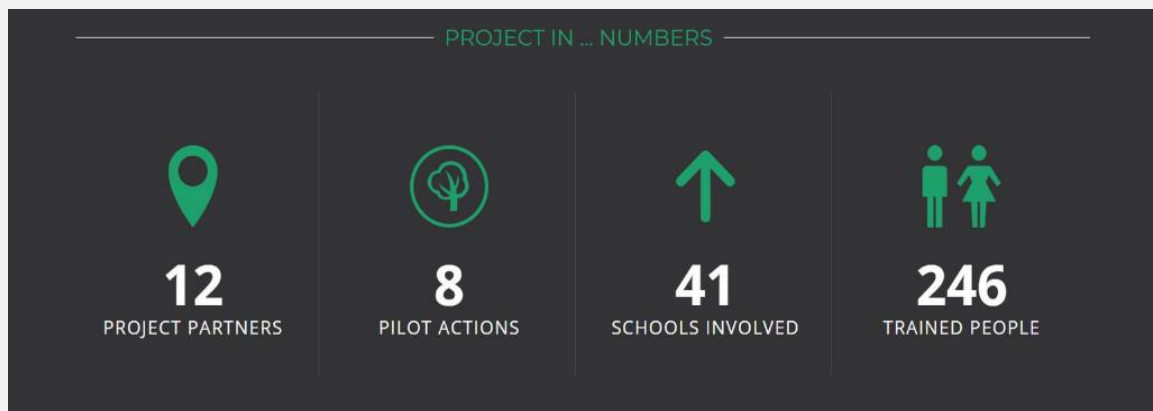 PROJECT IN ... NUMBERS
12
PROJECT PARTNERS
8
PILOT ACTIONS
41
SCHOOLS INVOLVED
246
TRAINED PEOPLE